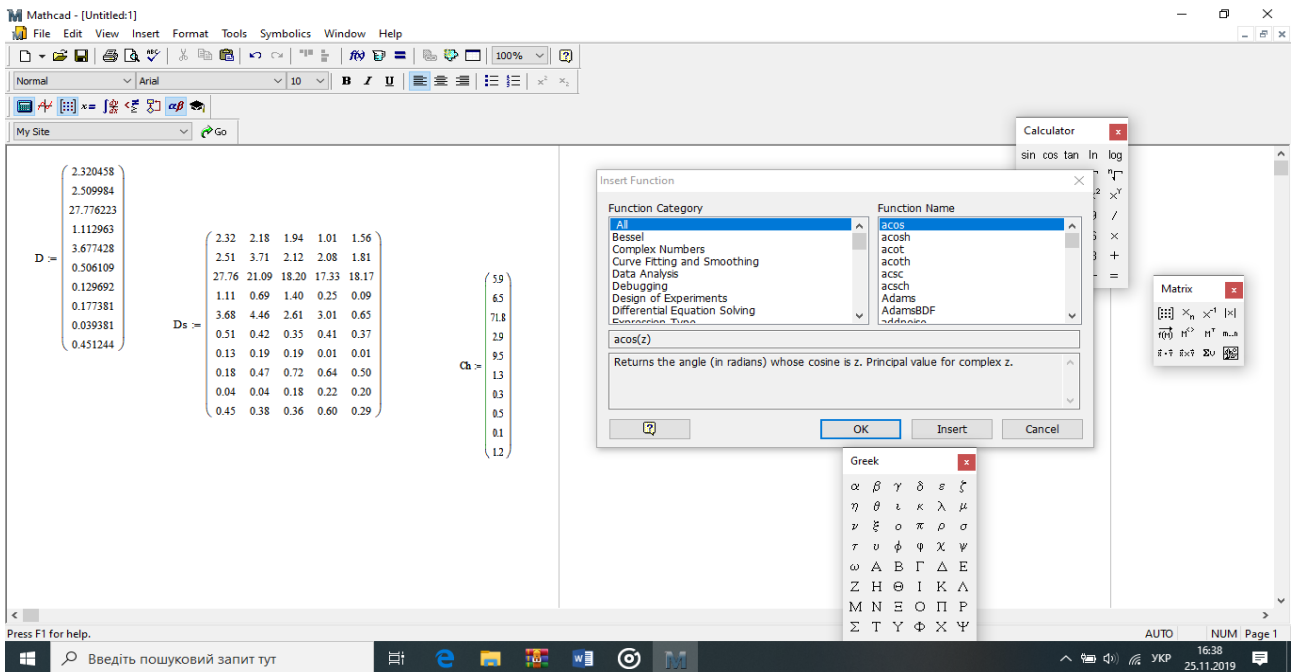 Mathcad - [Untitled:1]
File Edit View Insert Format Tools Symbolics Window Help
100%
Normal Arial 10 B I U
My Site Go
D :=
2.320458
2.509984
27.776223
1.112963
3.677428
0.506109
0.129692
0.177381
0.039381
0.451244
Ds :=
2.32 2.18 1.94 1.01 1.56
2.51 3.71 2.12 2.08 1.81
27.76 21.09 18.20 17.33 18.17
1.11 0.69 1.40 0.25 0.09
3.68 4.46 2.61 3.01 0.65
0.51 0.42 0.35 0.41 0.37
0.13 0.19 0.19 0.01 0.01
0.18 0.47 0.72 0.64 0.50
0.04 0.04 0.18 0.22 0.20
0.45 0.38 0.36 0.60 0.29
Ch :=
5.9
6.5
71.8
2.9
9.5
1.3
0.3
0.5
0.1
1.2
Insert Function
Function Category
All
Bessel
Complex Numbers
Curve Fitting and Smoothing
Data Analysis
Debugging
Design of Experiments
Differential Equation Solving
Expression Type
Function Name
acos
acosh
acot
acoth
acsc
acsch
Adams
AdamsBDF
addnoise
acos(z)
Returns the angle (in radians) whose cosine is z. Principal value for complex z.
OK Insert Cancel
Calculator
sin cos tan ln log
Matrix
Greek
α β γ δ ε ζ
η θ ι κ λ μ
ν ξ ο π ρ σ
τ υ ϕ φ χ ψ
ω Α Β Γ Δ Ε
Ζ Η Θ Ι Κ Λ
Μ Ν Ξ Ο Π Ρ
Σ Τ Υ Φ Χ Ψ
Press F1 for help.
AUTO NUM Page 1
Введіть пошуковий запит тут
УКР
16:38
25.11.2019